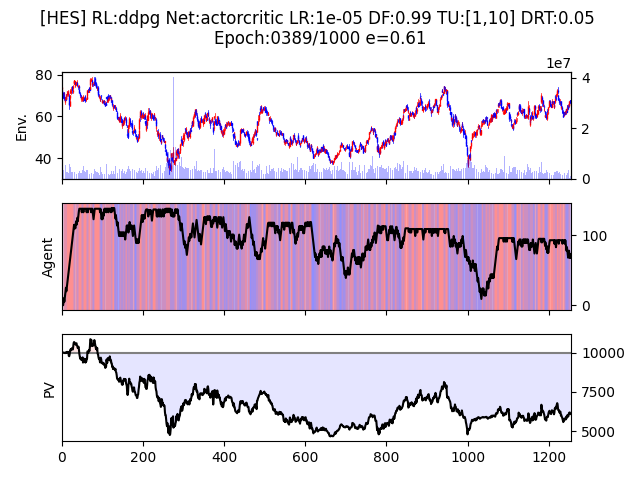 [HES] RL:ddpg Net:actorcritic LR:1e-05 DF:0.99 TU:[1,10] DRT:0.05
Epoch:0389/1000 e=0.61
1e7
80
60
40
Env.
4
2
0
Agent
100
0
PV
10000
7500
5000
0 200 400 600 800 1000 1200